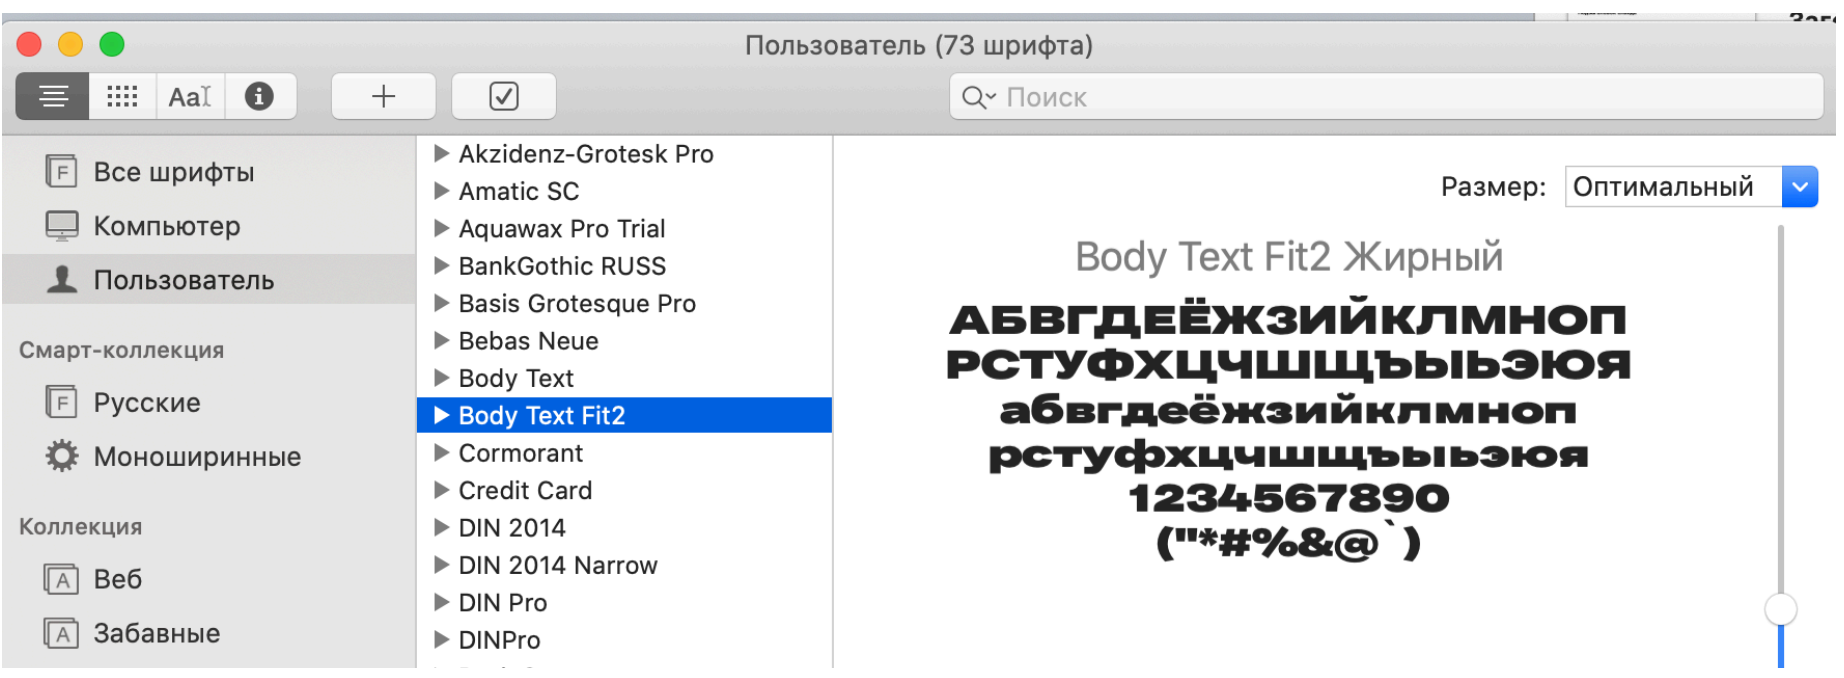 Пользователь (73 шрифта)
Aa
Поиск
Все шрифты
Компьютер
Пользователь
Смарт-коллекция
Русские
Моноширинные
Коллекция
Веб
Забавные
Akzidenz-Grotesk Pro
Amatic SC
Aquawax Pro Trial
BankGothic RUSS
Basis Grotesque Pro
Bebas Neue
Body Text
Body Text Fit2
Cormorant
Credit Card
DIN 2014
DIN 2014 Narrow
DIN Pro
DINPro
Размер: Оптимальный
Body Text Fit2 Жирный
АБВГДЕЁЖЗИЙКЛМНОП
РСТУФХЦЧШЩЪЫЬЭЮЯ
абвгдеёжзийклмноп
рстуфхцчшщъыьэюя
1234567890
("*#%&@`)